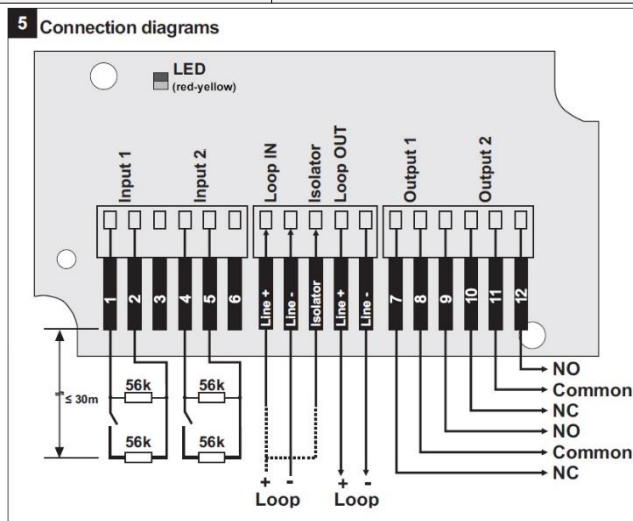 5 Connection diagrams
LED
(red-yellow)
Input 1
Input 2
Loop IN
Isolator
Loop OUT
Output 1
Output 2
1
2
3
4
5
6
Line +
Line -
Isolator
Line +
Line -
7
8
9
10
11
12
≤ 30m
56k
56k
56k
56k
NO
Common
NC
NO
Common
NC
+ -
Loop
+ -
Loop